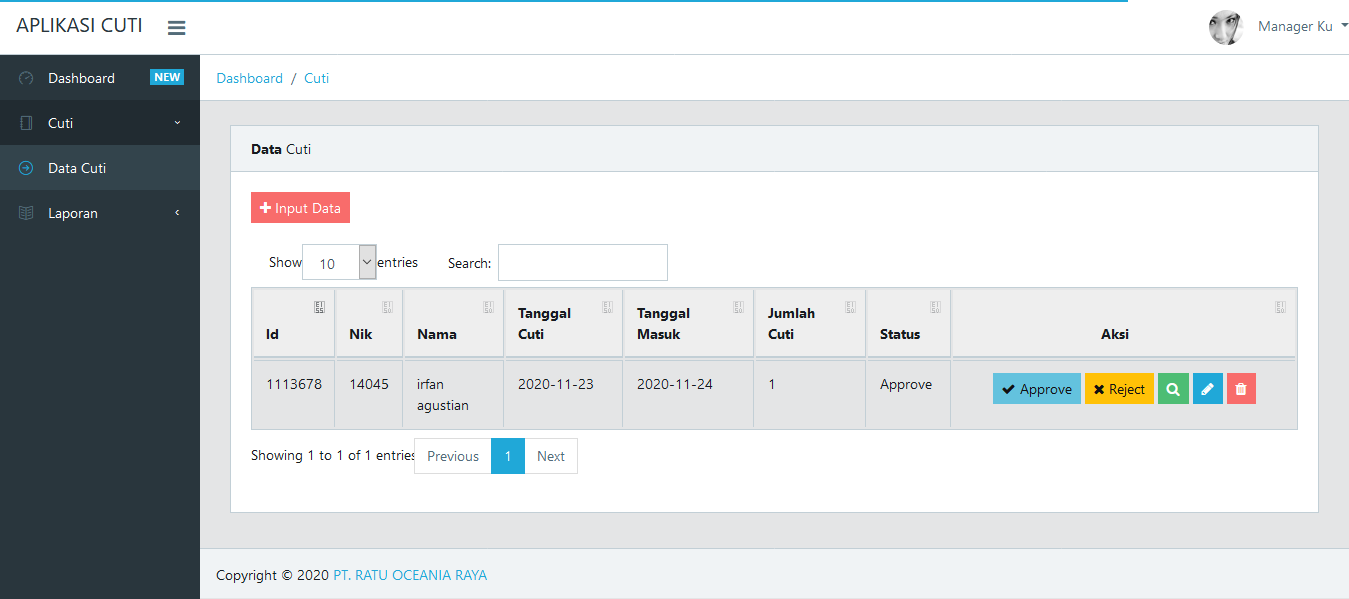 APLIKASI CUTI
Manager Ku
Dashboard NEW
Cuti
Data Cuti
Laporan
Dashboard / Cuti
Data Cuti
Input Data
Show 10 entries Search:
Id Nik Nama Tanggal Cuti Tanggal Masuk Jumlah Cuti Status Aksi
1113678 14045 irfan agustian 2020-11-23 2020-11-24 1 Approve Approve Reject
Showing 1 to 1 of 1 entries Previous 1 Next
Copyright © 2020 PT. RATU OCEANIA RAYA